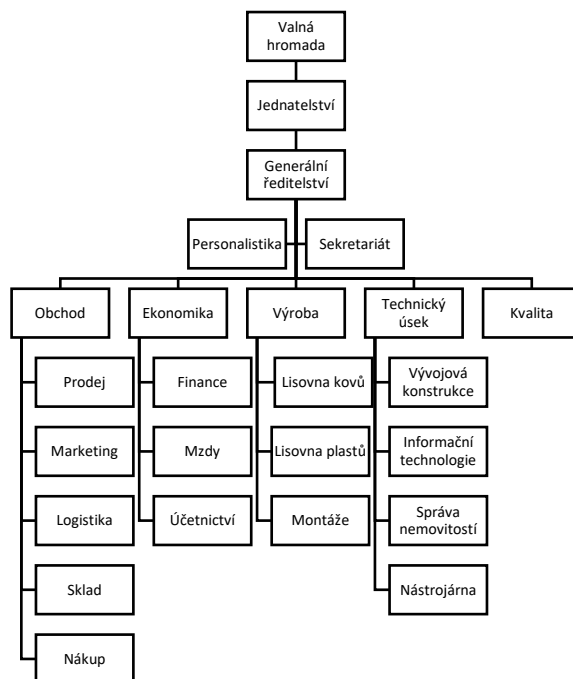 Valná
hromada
Jednatelství
Generální
ředitelství
Personalistika
Sekretariát
Obchod
Ekonomika
Výroba
Technický
úsek
Kvalita
Prodej
Finance
Lisovna kovů
Vývojová
konstrukce
Marketing
Mzdy
Lisovna plastů
Informační
technologie
Logistika
Účetnictví
Montáže
Správa
nemovitostí
Sklad
Nástrojárna
Nákup